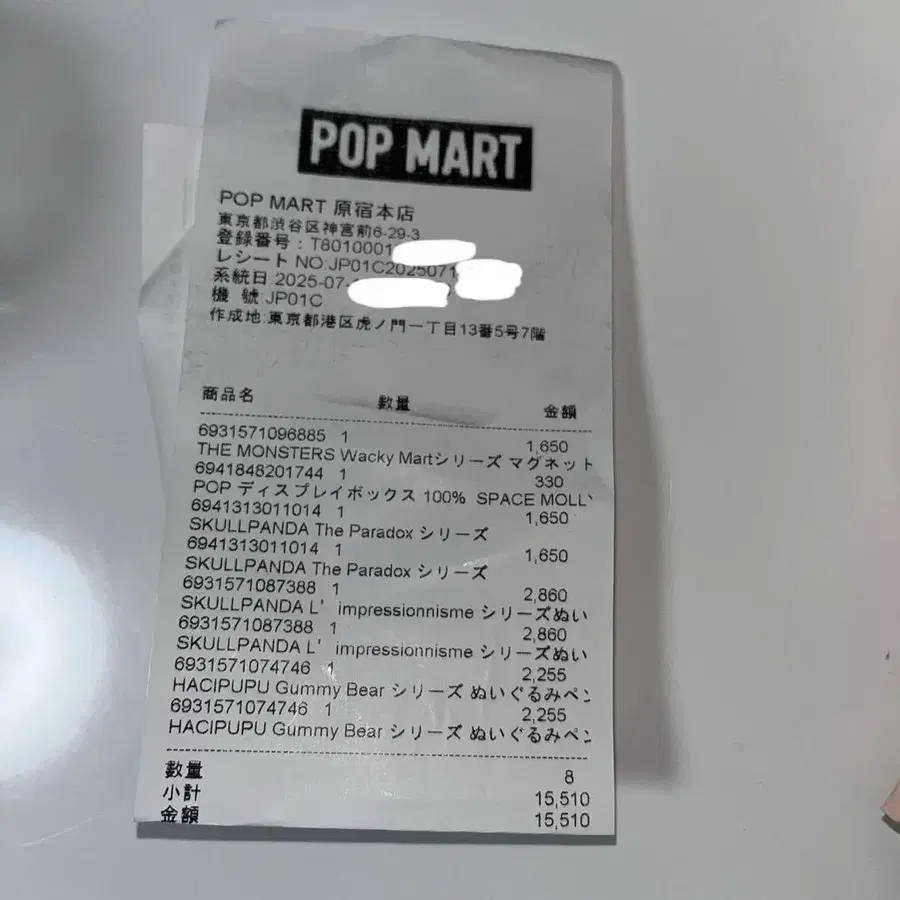 POP MART
POP MART 原宿本店
東京都渋谷区神宮前6-29-3
登録番号：T8010001
レシート NO:JP01C2025071
系統日:2025-07-
機 號:JP01C
作成地:東京都港区虎ノ門一丁目13番5号7階
商品名 數量 金額
6931571096885 1 1,650
THE MONSTERS Wacky Martシリーズ マグネット
6941848201744 1 330
POP ディスプレイボックス 100% SPACE MOLL
6941313011014 1 1,650
SKULLPANDA The Paradox シリーズ
6941313011014 1 1,650
SKULLPANDA The Paradox シリーズ
6931571087388 1 2,860
SKULLPANDA L' impressionnisme シリーズぬい
6931571087388 1 2,860
SKULLPANDA L' impressionnisme シリーズぬい
6931571074746 1 2,255
HACIPUPU Gummy Bear シリーズ ぬいぐるみペン
6931571074746 1 2,255
HACIPUPU Gummy Bear シリーズ ぬいぐるみペン
數量 8
小計 15,510
金額 15,510